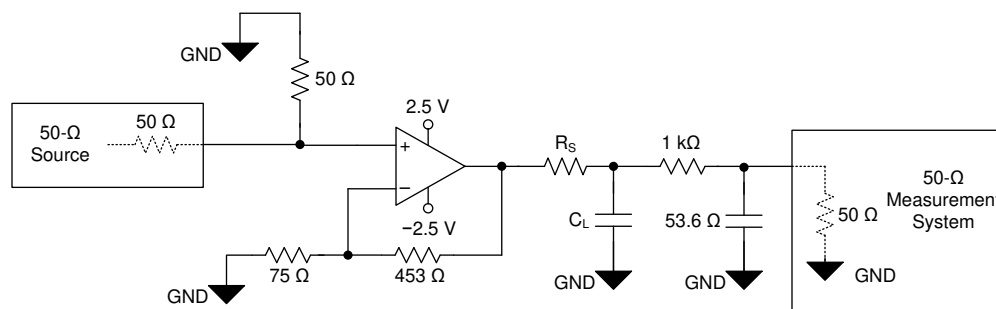 GND
50 Ω
50-Ω
Source
50 Ω
2.5 V
+
−
−2.5 V
75 Ω
453 Ω
GND
R_S
C_L
GND
1 kΩ
53.6 Ω
GND
50-Ω
Measurement
System
50 Ω
GND